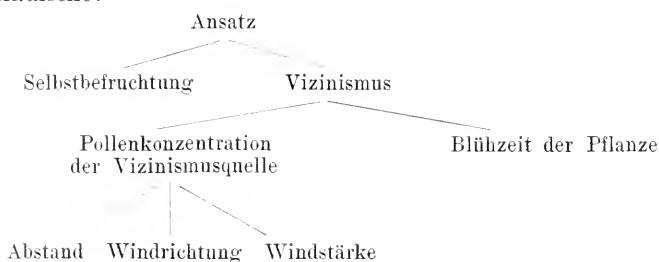 Ansatz
Selbstbefruchtung Vizinismus
Pollenkonzentration Blühzeit der Pflanze
der Vizinismusquelle
Abstand Windrichtung Windstärke